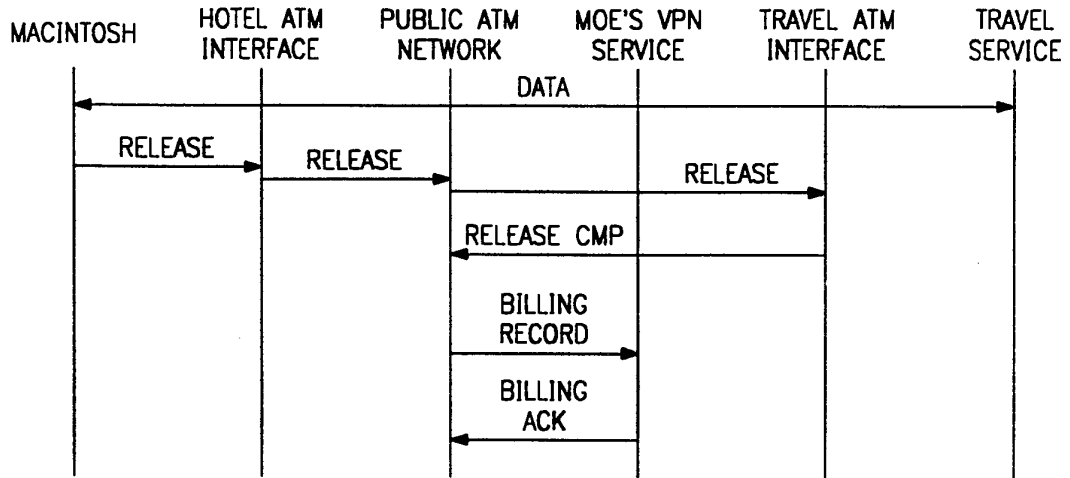 MACINTOSH
HOTEL ATM
INTERFACE
PUBLIC ATM
NETWORK
MOE'S VPN
SERVICE
TRAVEL ATM
INTERFACE
TRAVEL
SERVICE
DATA
RELEASE
RELEASE
RELEASE
RELEASE CMP
BILLING
RECORD
BILLING
ACK